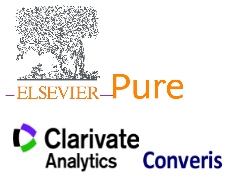 ELSEVIER Pure
Clarivate
Analytics Converis